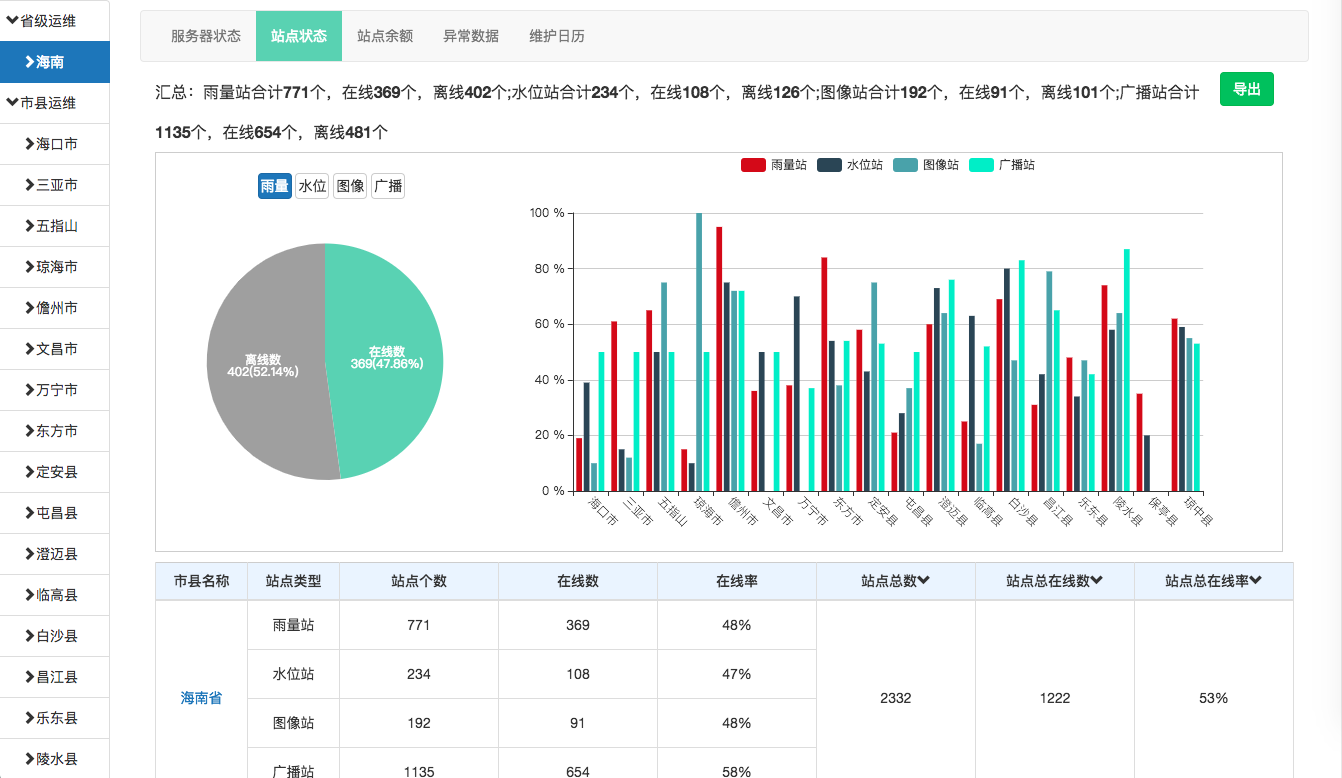 省级运维
海南
市县运维
海口市
三亚市
五指山
琼海市
儋州市
文昌市
万宁市
东方市
定安县
屯昌县
澄迈县
临高县
白沙县
昌江县
乐东县
陵水县
服务器状态 站点状态 站点余额 异常数据 维护日历
汇总：雨量站合计771个，在线369个，离线402个;水位站合计234个，在线108个，离线126个;图像站合计192个，在线91个，离线101个;广播站合计
1135个，在线654个，离线481个
导出
雨量 水位 图像 广播
离线数
402(52.14%)
在线数
369(47.86%)
雨量站 水位站 图像站 广播站
100 %
80 %
60 %
40 %
20 %
0 %
海口市 三亚市 五指山 琼海市 儋州市 文昌市 万宁市 东方市 定安县 屯昌县 澄迈县 临高县 白沙县 昌江县 乐东县 陵水县 保亭县 琼中县
市县名称 站点类型 站点个数 在线数 在线率 站点总数 站点总在线数 站点总在线率
雨量站 771 369 48%
水位站 234 108 47%
海南省 2332 1222 53%
图像站 192 91 48%
广播站 1135 654 58%